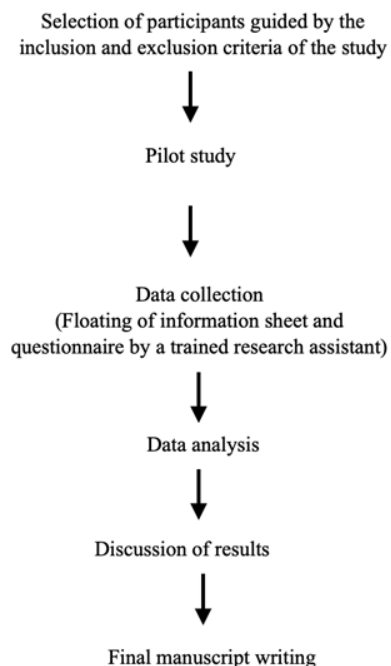 Selection of participants guided by the
inclusion and exclusion criteria of the study
Pilot study
Data collection
(Floating of information sheet and
questionnaire by a trained research assistant)
Data analysis
Discussion of results
Final manuscript writing